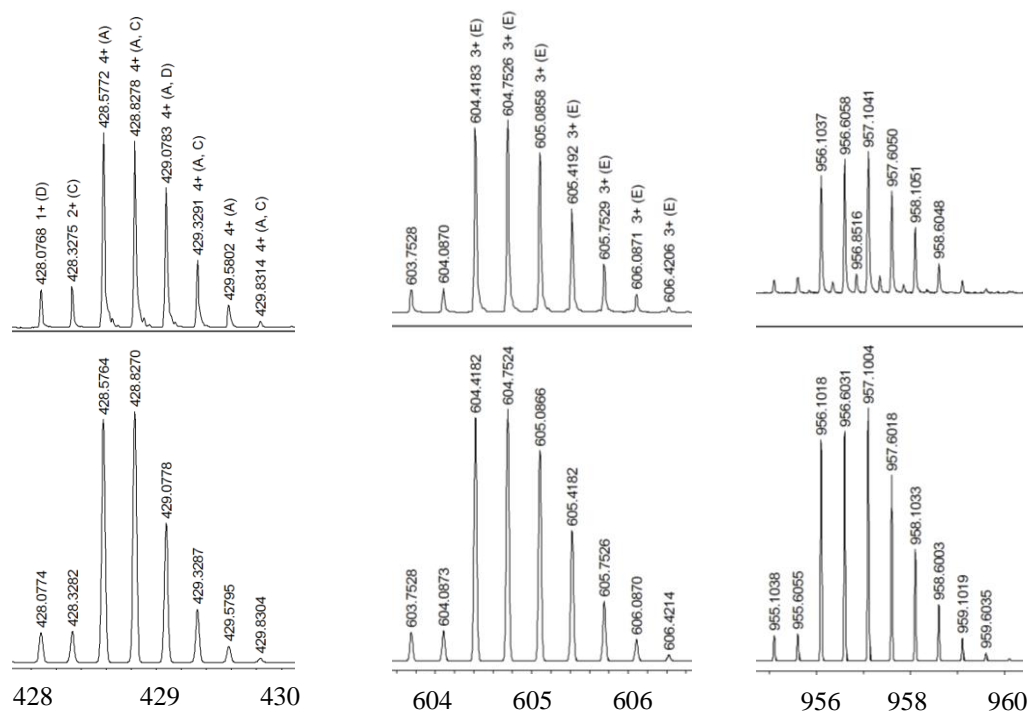 428.0768 1+ (D)
428.3275 2+ (C)
428.5772 4+ (A)
428.8278 4+ (A, C)
429.0783 4+ (A, D)
429.3291 4+ (A, C)
429.5802 4+ (A)
429.8314 4+ (A, C)
603.7528
604.0870
604.4183 3+ (E)
604.7526 3+ (E)
605.0858 3+ (E)
605.4192 3+ (E)
605.7529 3+ (E)
606.0871 3+ (E)
606.4206 3+ (E)
956.1037
956.6058
956.8516
957.1041
957.6050
958.1051
958.6048
428.0774
428.3282
428.5764
428.8270
429.0778
429.3287
429.5795
429.8304
603.7528
604.0873
604.4182
604.7524
605.0866
605.4182
605.7526
606.0870
606.4214
955.1038
955.6055
956.1018
956.6031
957.1004
957.6018
958.1033
958.6003
959.1019
959.6035
428 429 430
604 605 606
956 958 960